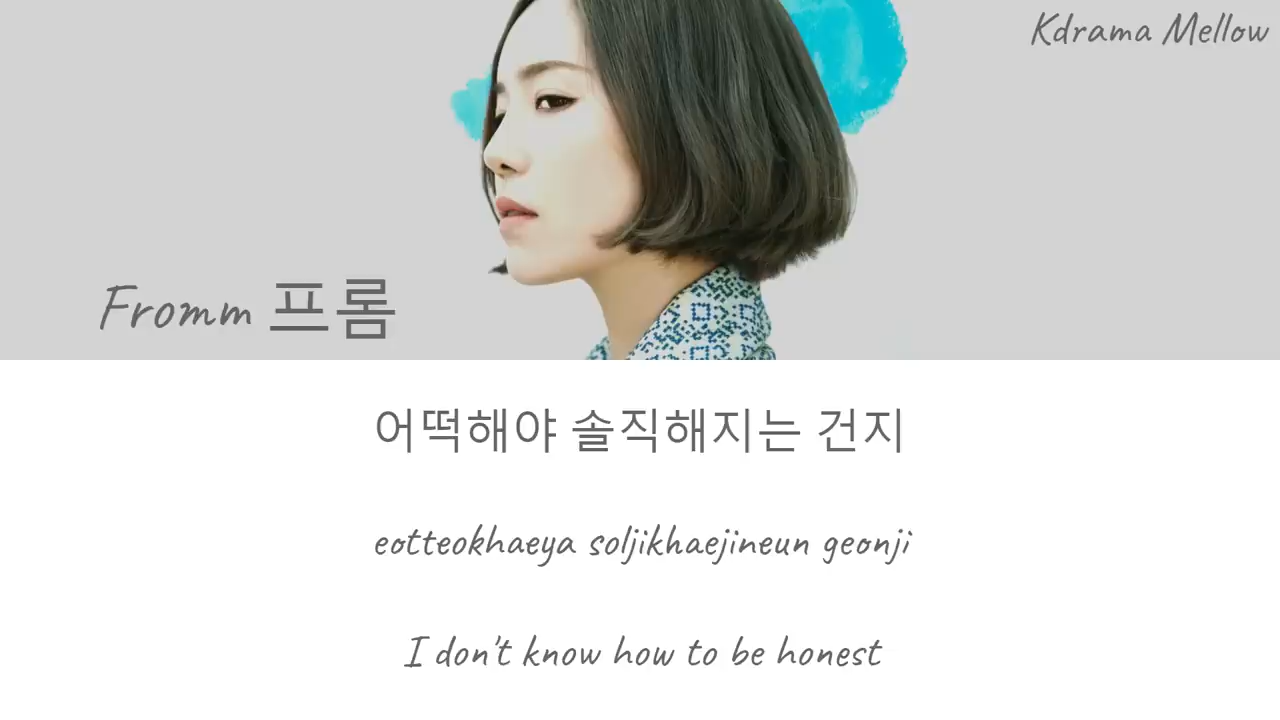 Kdrama Mellow
Fromm 프롬
어떡해야 솔직해지는 건지
eotteokhaeya soljikhaejineun geonji
I don't know how to be honest